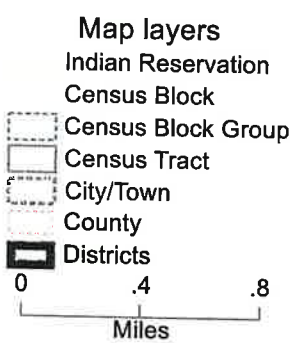 Map layers
Indian Reservation
Census Block
Census Block Group
Census Tract
City/Town
County
Districts
0 .4 .8
Miles